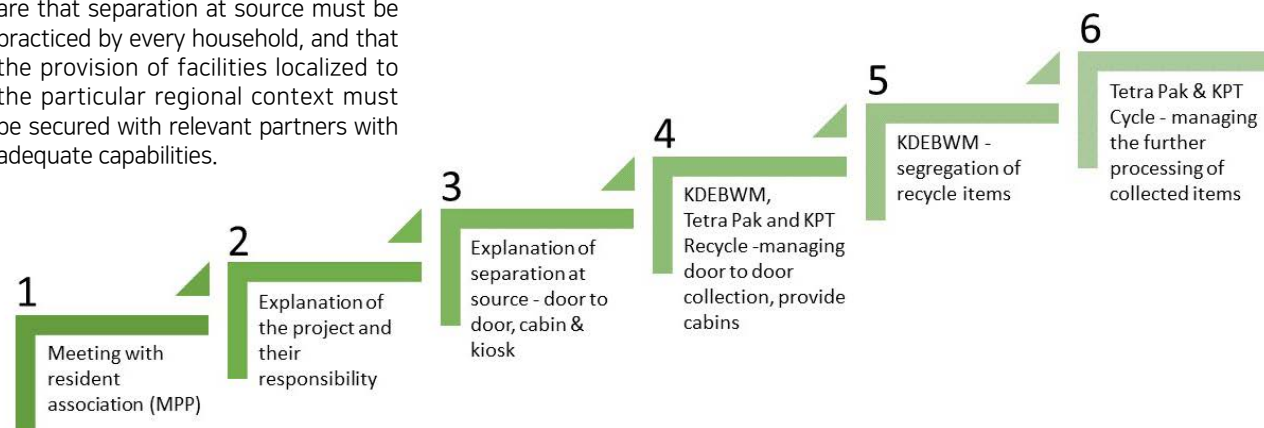 are that separation at source must be
practiced by every household, and that
the provision of facilities localized to
the particular regional context must
be secured with relevant partners with
adequate capabilities.
1
Meeting with
resident
association (MPP)
2
Explanation of
the project and
their
responsibility
3
Explanation of
separation at
source - door to
door, cabin &
kiosk
4
KDEBWM,
Tetra Pak and KPT
Recycle -managing
door to door
collection, provide
cabins
5
KDEBWM -
segregation of
recycle items
6
Tetra Pak & KPT
Cycle - managing
the further
processing of
collected items